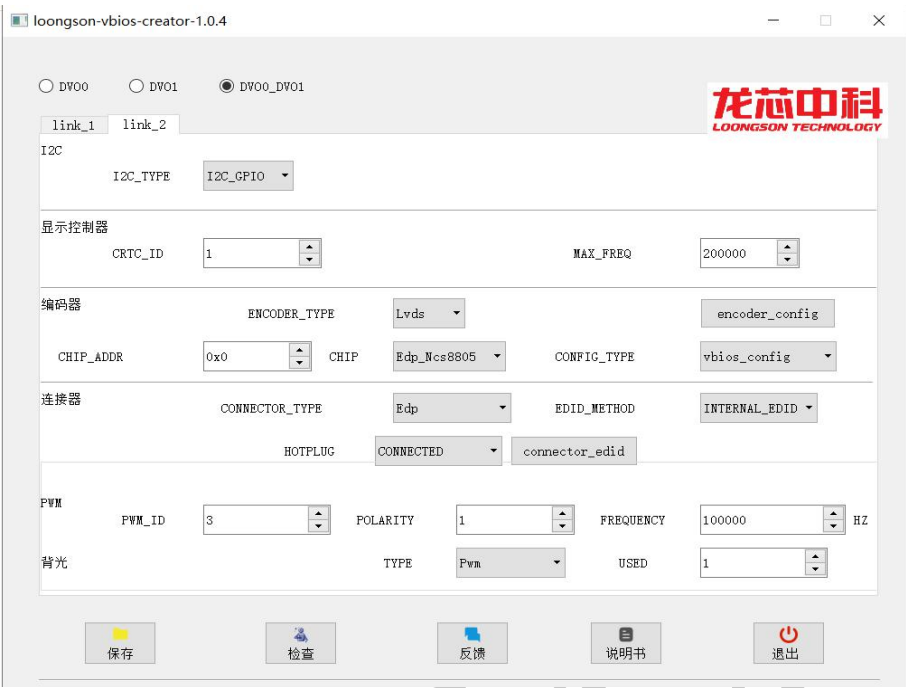 loongson-vbios-creator-1.0.4
DVO0 DVO1 DVO0_DVO1
龙芯中科
LOONGSON TECHNOLOGY
link_1 link_2
I2C
I2C_TYPE I2C_GPIO
显示控制器
CRTC_ID 1 MAX_FREQ 200000
编码器
ENCODER_TYPE Lvds encoder_config
CHIP_ADDR 0x0 CHIP Edp_Ncs8805 CONFIG_TYPE vbios_config
连接器
CONNECTOR_TYPE Edp EDID_METHOD INTERNAL_EDID
HOTPLUG CONNECTED connector_edid
PWM
PWM_ID 3 POLARITY 1 FREQUENCY 100000 HZ
背光 TYPE Pwm USED 1
保存 检查 反馈 说明书 退出